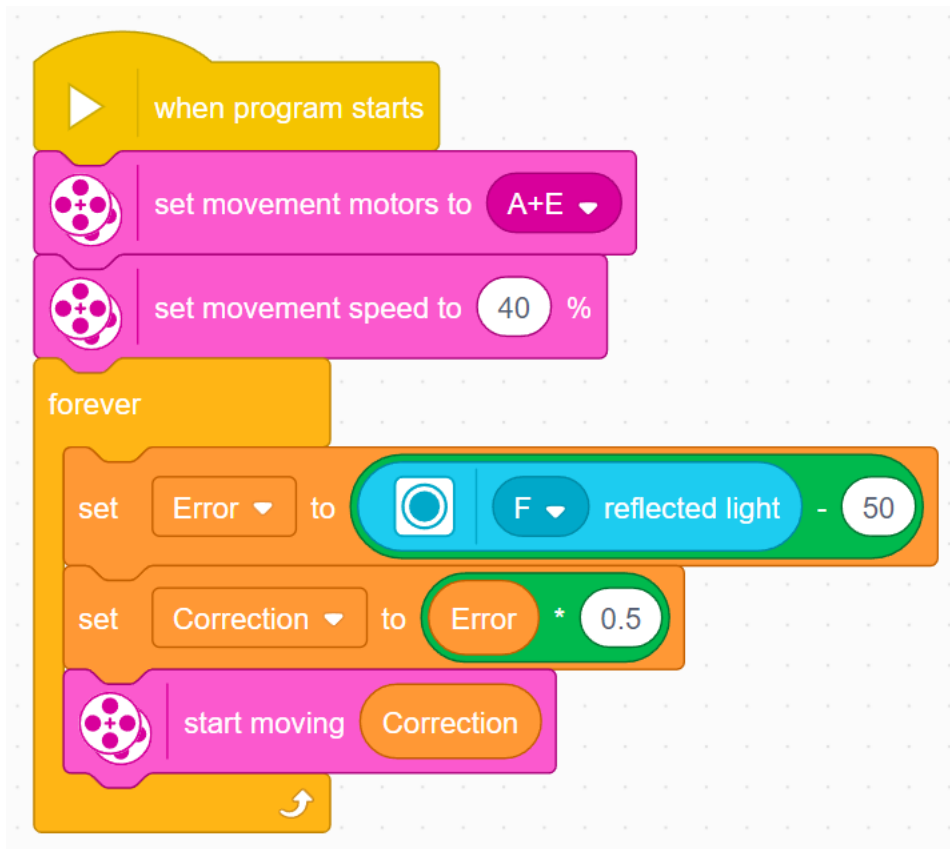 when program starts
set movement motors to A+E
set movement speed to 40 %
forever
set Error to F reflected light - 50
set Correction to Error * 0.5
start moving Correction